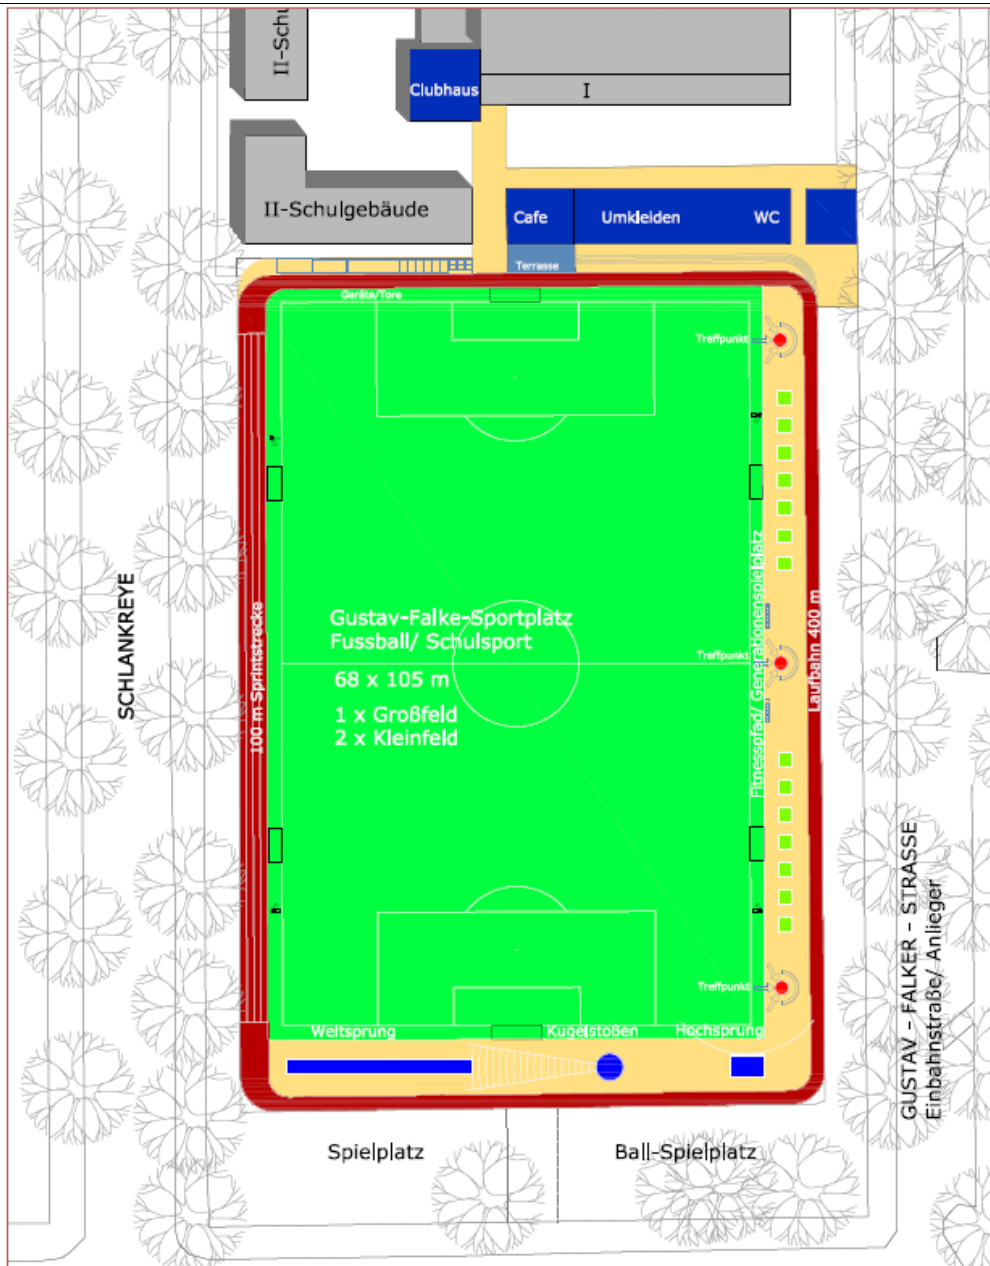 II-Schu
Clubhaus
I
II-Schulgebäude
Cafe
Umkleiden
WC
Terrasse
Geräte/Tore
Treffpunkt
SCHLANKREYE
100 m Sprintstrecke
Gustav-Falke-Sportplatz
Fussball/ Schulsport
68 x 105 m
1 x Großfeld
2 x Kleinfeld
Treffpunkt
Fitnesspfad/ Generationenspielplatz
Laufbahn 400 m
GUSTAV - FALKER - STRASSE
Einbahnstraße/ Anlieger
Treffpunkt
Weitsprung
Kugelstoßen
Hochsprung
Spielplatz
Ball-Spielplatz